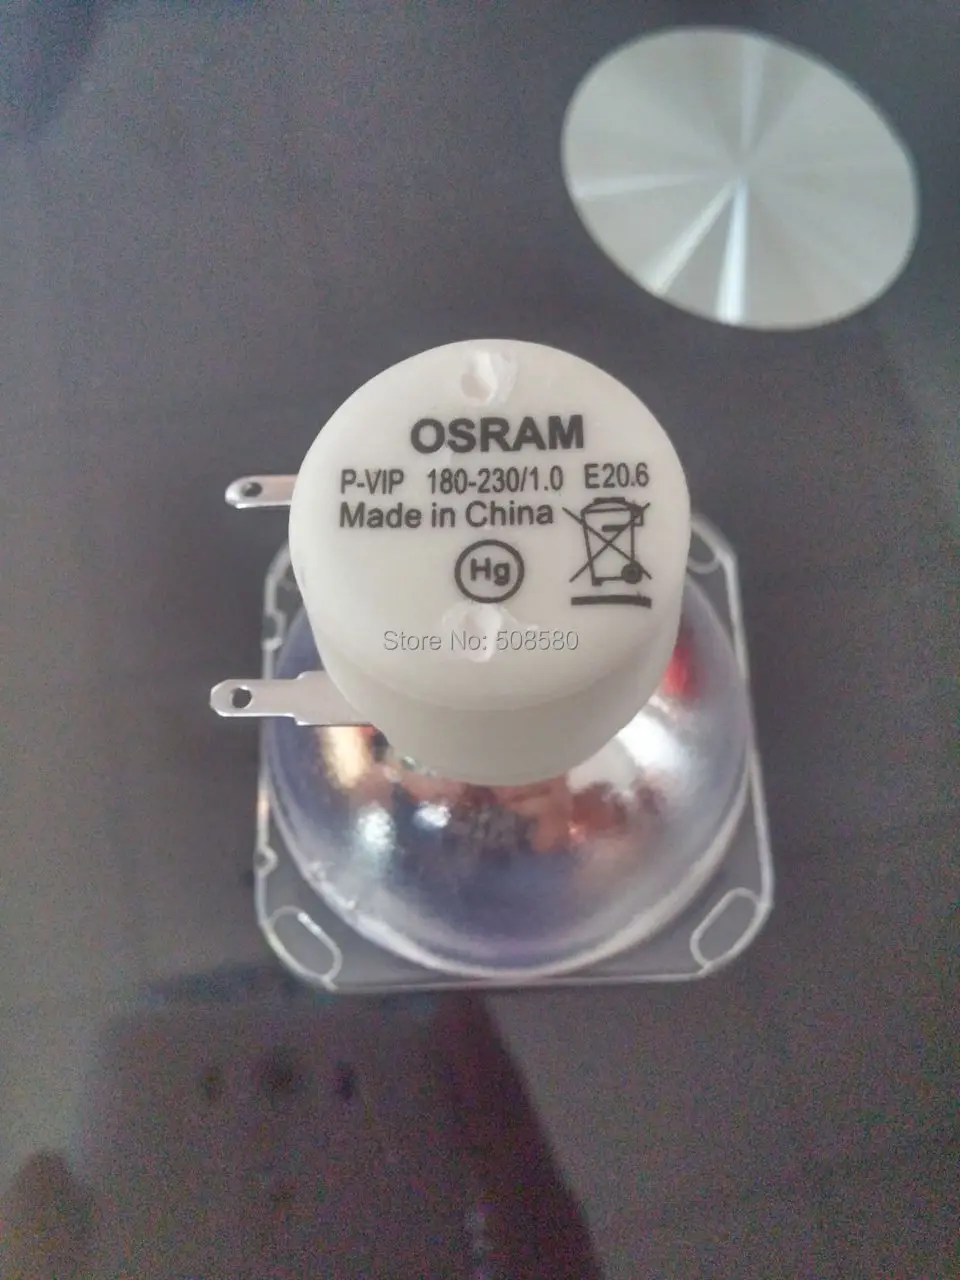 OSRAM
P-VIP 180-230/1.0 E20.6
Made in China
Hg
Store No: 508580